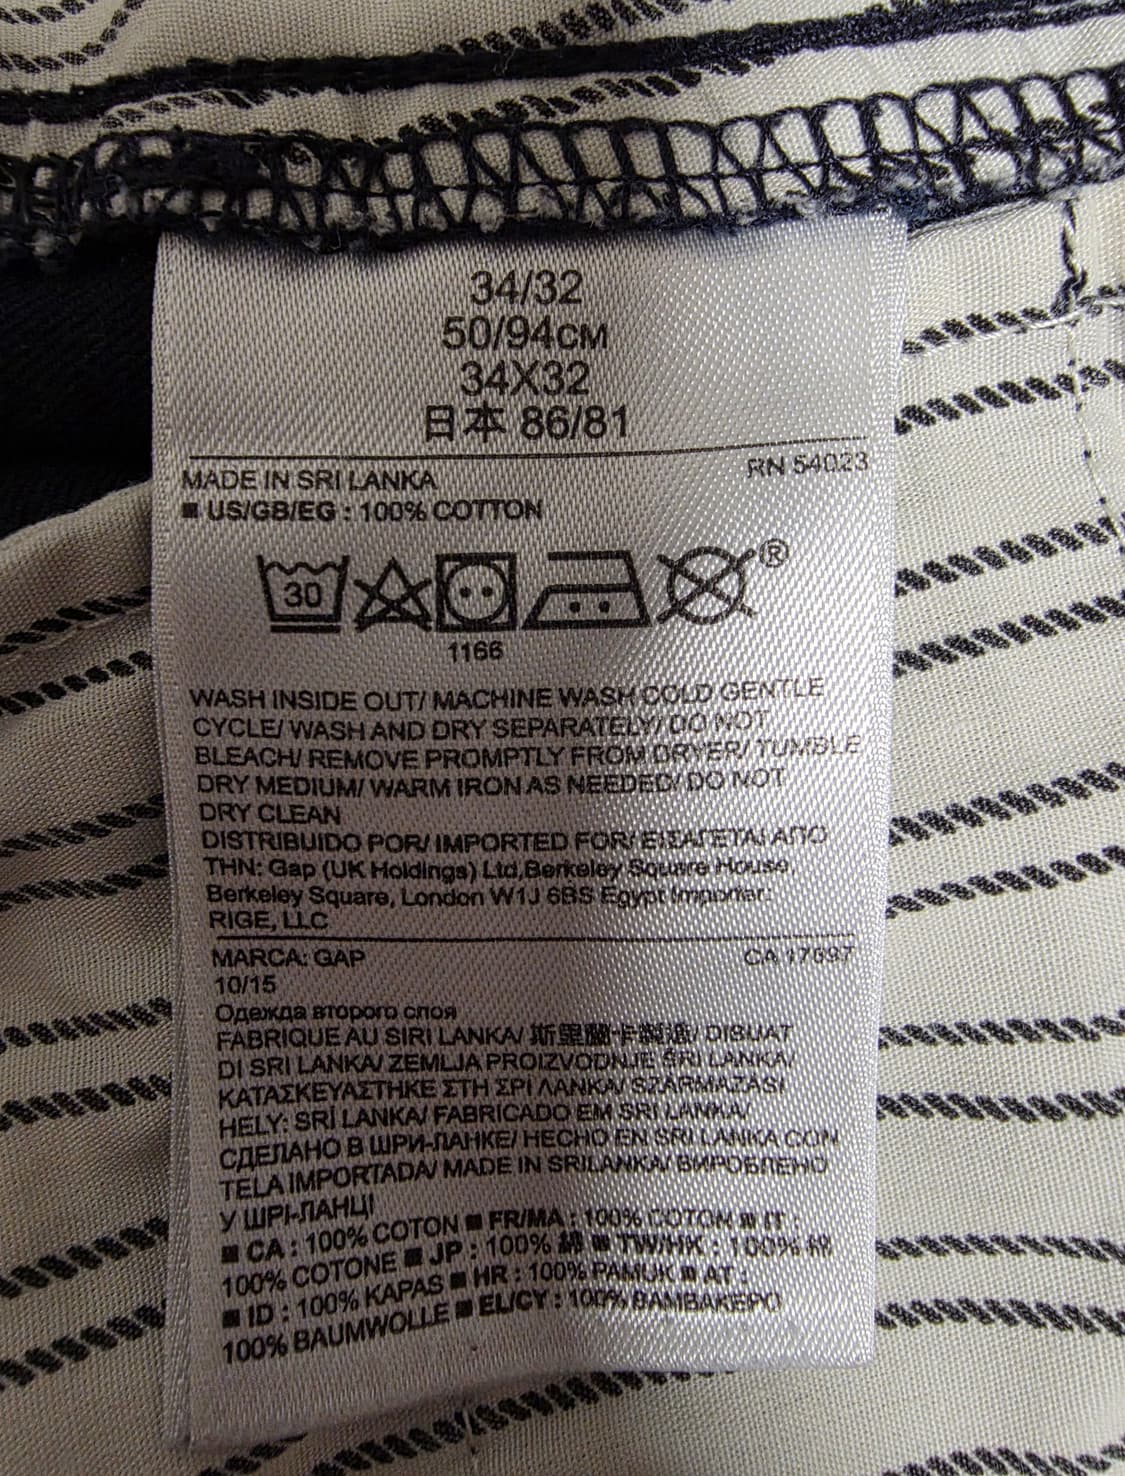 34/32
50/94CM
34X32
日本 86/81
MADE IN SRI LANKA
RN 54023
■ US/GB/EG : 100% COTTON
30
®
1166
WASH INSIDE OUT/ MACHINE WASH COLD GENTLE
CYCLE/ WASH AND DRY SEPARATELY/ DO NOT
BLEACH/ REMOVE PROMPTLY FROM DRYER/ TUMBLE
DRY MEDIUM/ WARM IRON AS NEEDED/ DO NOT
DRY CLEAN
DISTRIBUIDO POR/ IMPORTED FOR/ ΕΙΣΑΓΕΤΑΙ ΑΠΟ
THN: Gap (UK Holdings) Ltd,Berkeley Square House,
Berkeley Square, London W1J 6BS Egypt Importer:
RIGE, LLC
MARCA: GAP
CA 17897
10/15
Одежда второго слоя
FABRIQUE AU SIRI LANKA/ 斯里蘭卡製造/ DIBUAT
DI SRI LANKA/ ZEMLJA PROIZVODNJE ŠRI LANKA/
ΚΑΤΑΣΚΕΥΑΣΤΗΚΕ ΣΤΗ ΣΡΙ ΛΑΝΚΑ/ SZÁRMAZÁSI
HELY: SRÍ LANKA/ FABRICADO EM SRI LANKA/
СДЕЛАНО В ШРИ-ЛАНКЕ/ HECHO EN SRI LANKA CON
TELA IMPORTADA/ MADE IN SRILANKA/ ВИРОБЛЕНО
У ШРІ-ЛАНЦІ
■ CA : 100% COTON ■ FR/MA : 100% COTON ■ IT :
100% COTONE ■ JP : 100% 綿 ■ TW/HK : 100% 棉
■ ID : 100% KAPAS ■ HR : 100% PAMUK ■ AT :
100% BAUMWOLLE ■ EL/CY : 100% ΒΑΜΒΑΚΕΡΟ